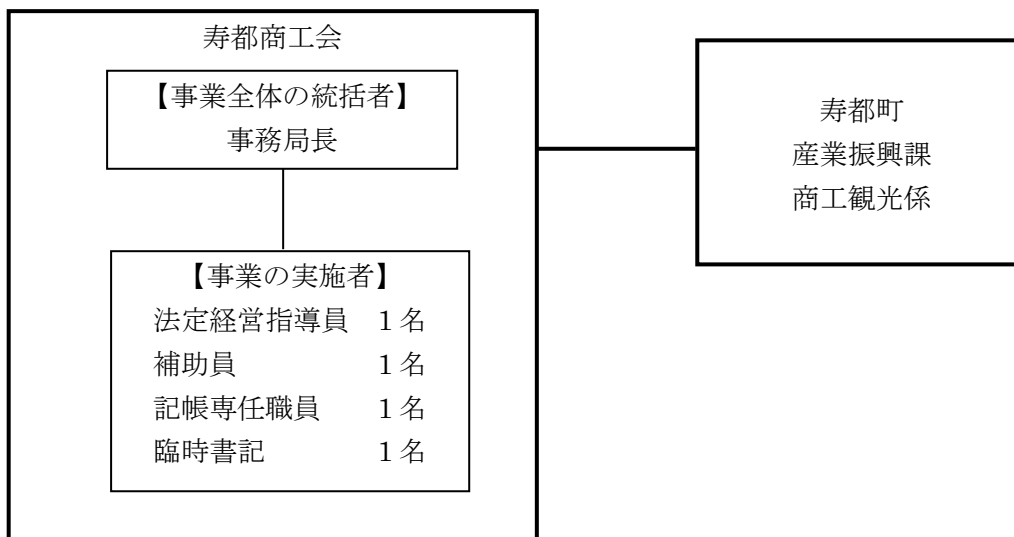 寿都商工会
【事業全体の統括者】
事務局長
【事業の実施者】
法定経営指導員　１名
補助員　１名
記帳専任職員　１名
臨時書記　１名
寿都町
産業振興課
商工観光係